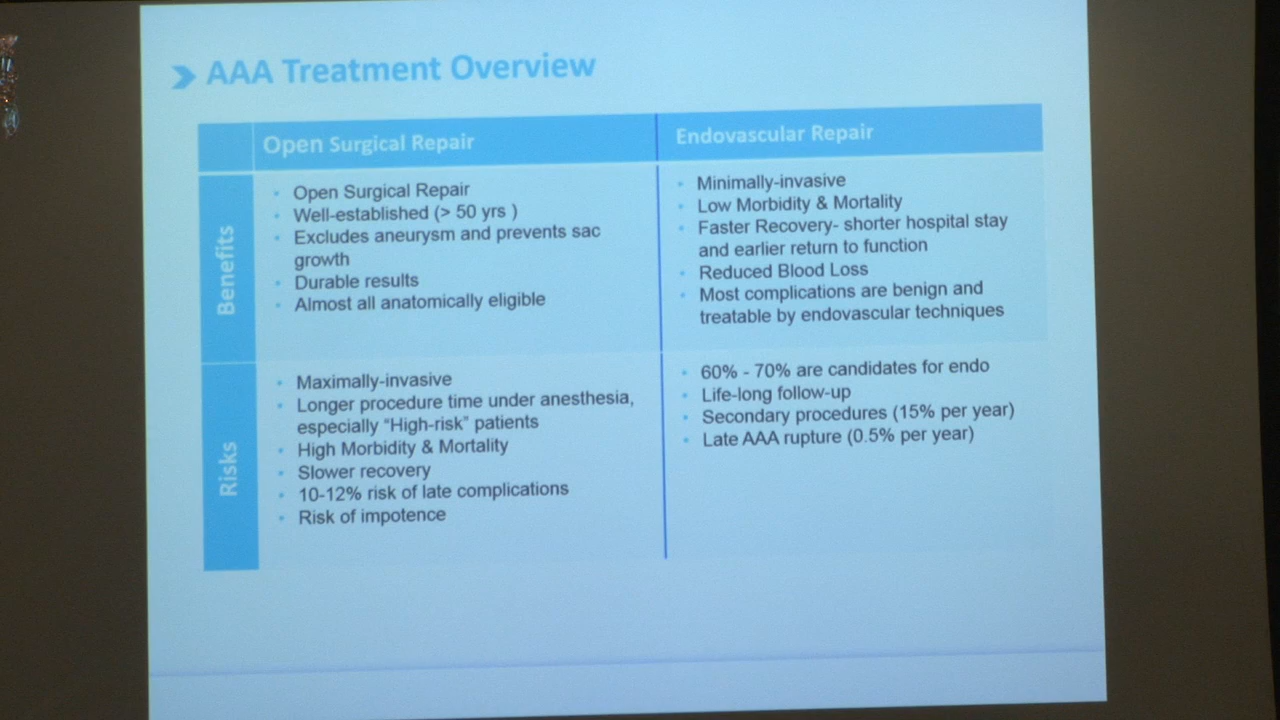 AAA Treatment Overview
Open Surgical Repair
Endovascular Repair
Benefits
• Open Surgical Repair
• Well-established (> 50 yrs )
• Excludes aneurysm and prevents sac
growth
• Durable results
• Almost all anatomically eligible
• Minimally-invasive
• Low Morbidity & Mortality
• Faster Recovery- shorter hospital stay
and earlier return to function
• Reduced Blood Loss
• Most complications are benign and
treatable by endovascular techniques
Risks
• Maximally-invasive
• Longer procedure time under anesthesia,
especially “High-risk” patients
• High Morbidity & Mortality
• Slower recovery
• 10-12% risk of late complications
• Risk of impotence
• 60% - 70% are candidates for endo
• Life-long follow-up
• Secondary procedures (15% per year)
• Late AAA rupture (0.5% per year)